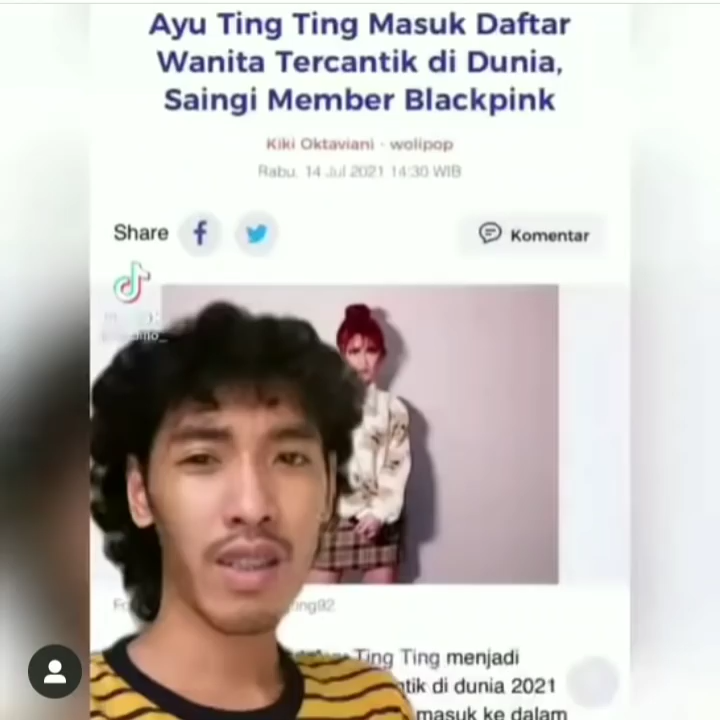 Ayu Ting Ting Masuk Daftar
Wanita Tercantik di Dunia,
Saingi Member Blackpink
Kiki Oktaviani - wolipop
Rabu, 14 Jul 2021 14:30 WIB
Share
Komentar
Ting Ting menjadi
di dunia 2021
masuk ke dalam